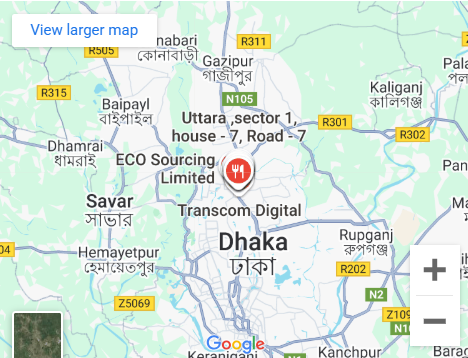 View larger map
nabari
কোনাবাড়ী
R505
R311
Gazipur
গাজীপুর
R315
N105
Kaliganj
কালিগঞ্জ
Pala
Baipayl
বাইপাইল
Uttara ,sector 1,
house - 7, Road - 7
R301
R302
Dhamrai
ধামরাই
ECO Sourcing
Limited
Savar
সাভার
Transcom Digital
Dhaka
ঢাকা
Rupganj
রুপগঞ্জ
Hemayetpur
হেমায়েতপুর
04
R202
Z5069
N2
Z109
N1
Google
Keraniganj
Kanchpur